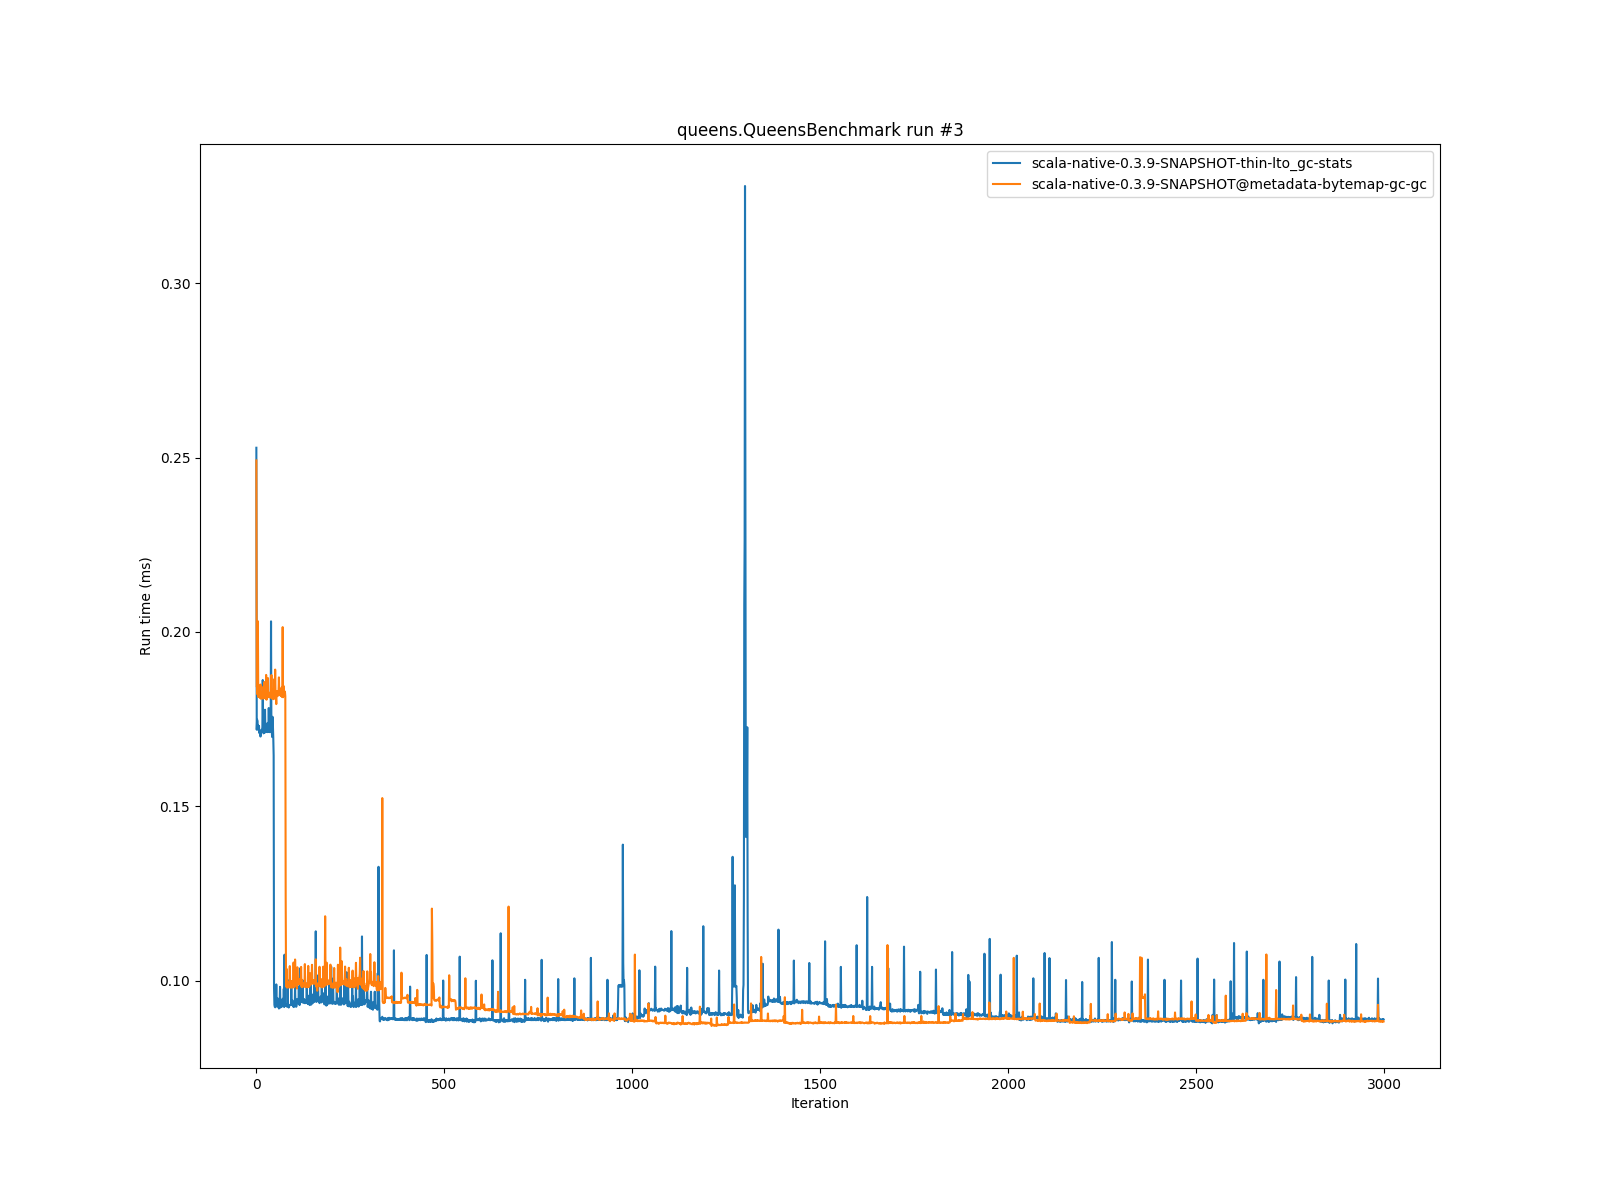 queens.QueensBenchmark run #3
scala-native-0.3.9-SNAPSHOT-thin-lto_gc-stats
scala-native-0.3.9-SNAPSHOT@metadata-bytemap-gc-gc
0.30
0.25
0.20
0.15
0.10
Run time (ms)
0
500
1000
1500
2000
2500
3000
Iteration